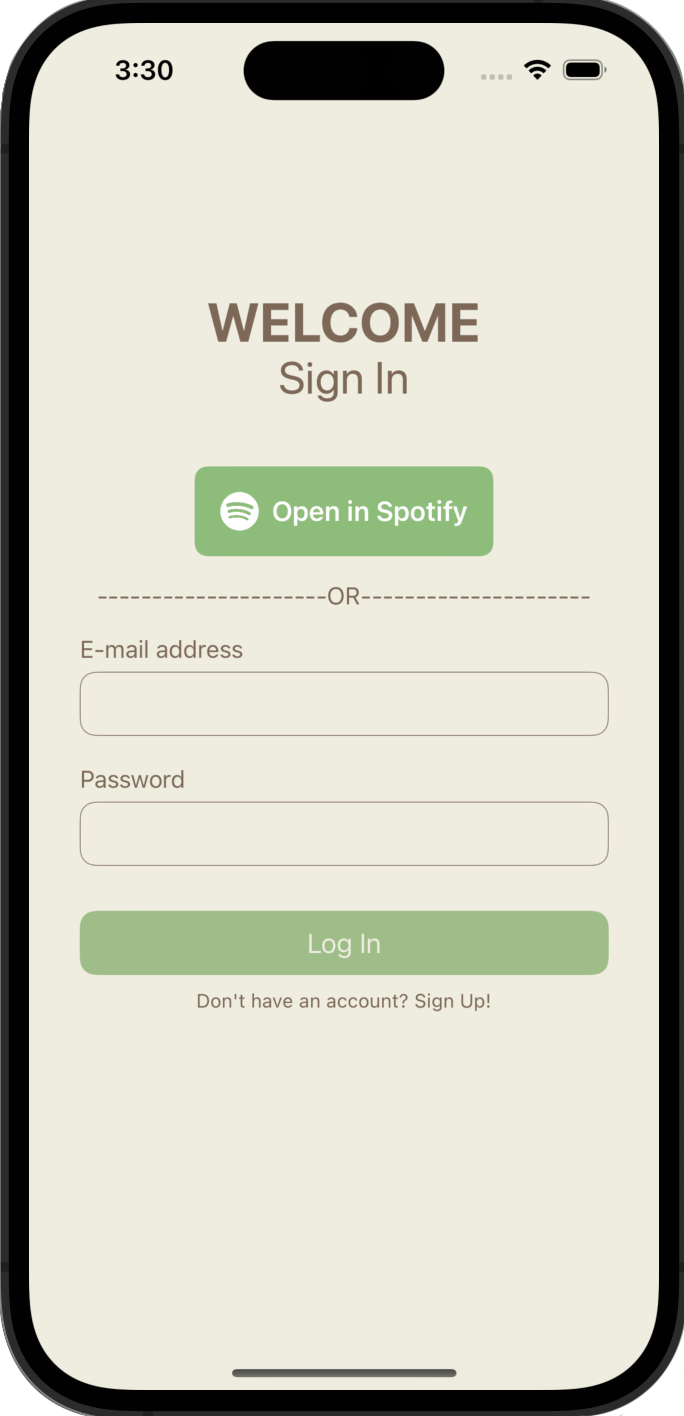 3:30
WELCOME
Sign In
Open in Spotify
---------------------OR---------------------
E-mail address
Password
Log In
Don't have an account? Sign Up!